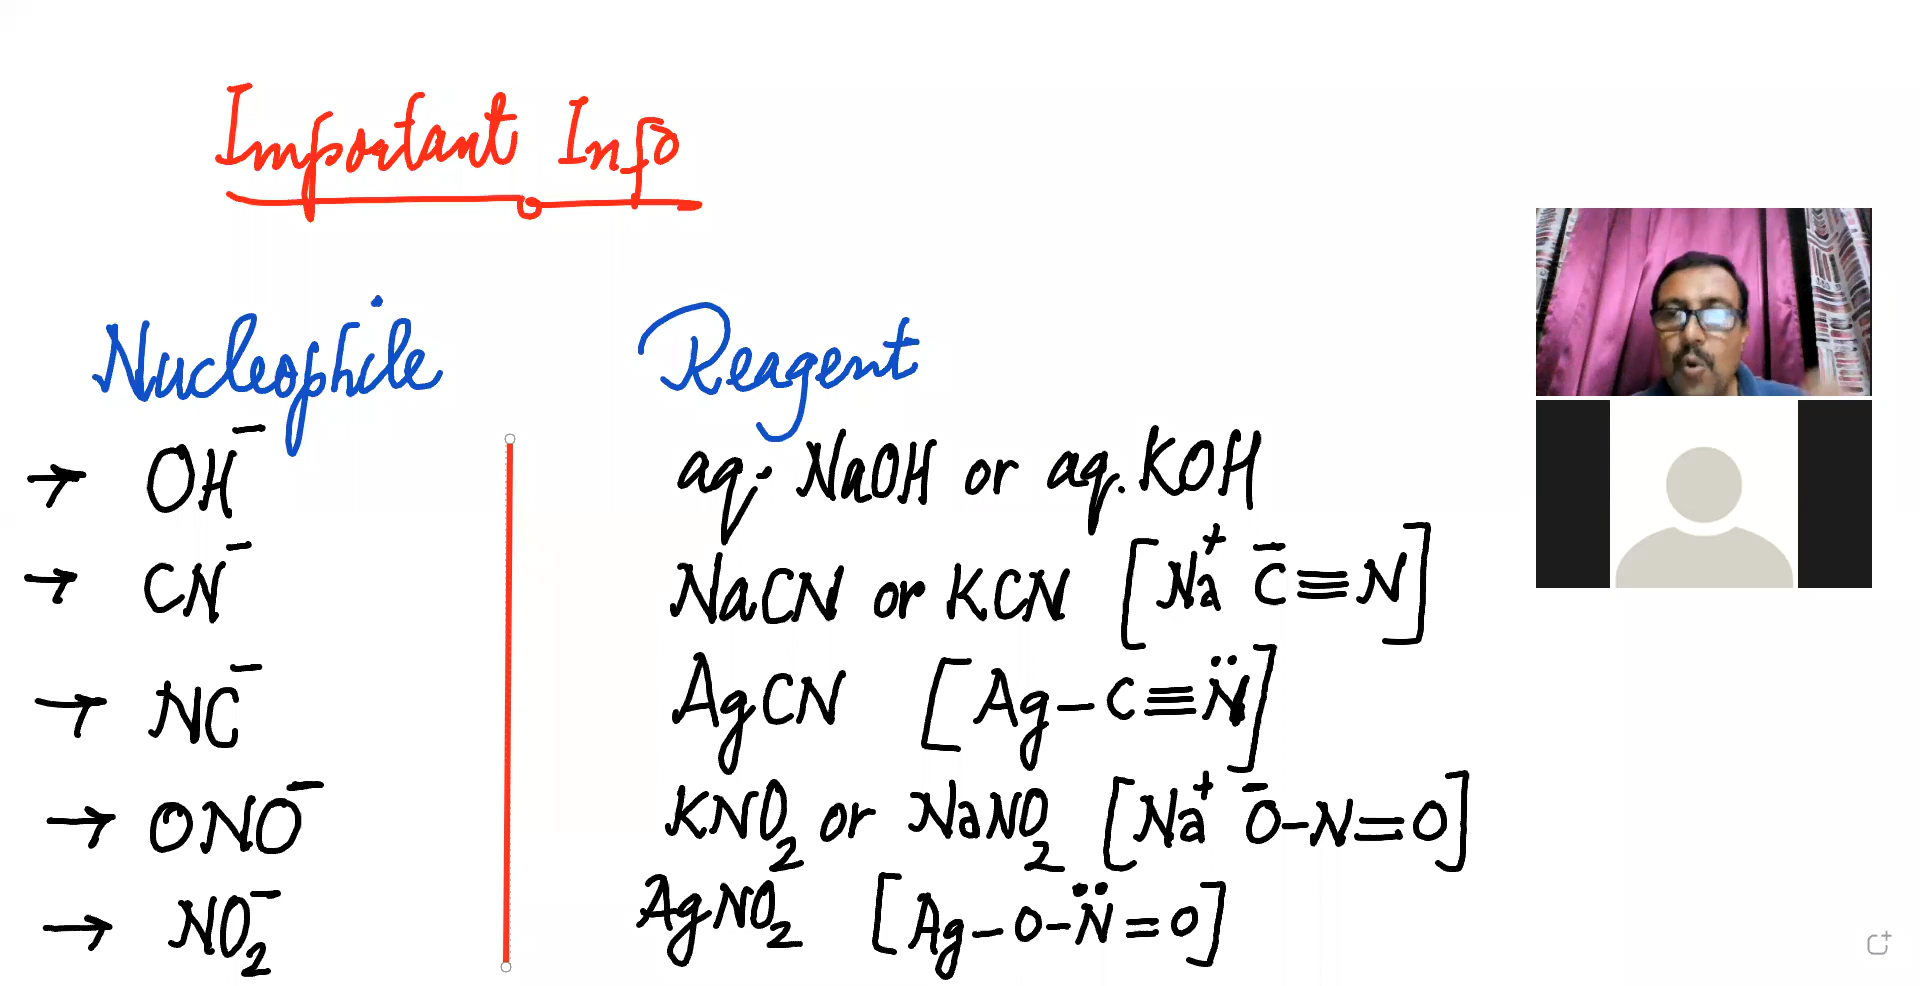 Important Info
Nucleophile Reagent
→ OH⁻ aq. NaOH or aq. KOH
→ CN⁻ NaCN or KCN [Na⁺ C̄≡N]
→ NC⁻ AgCN [Ag–C≡N̈]
→ ONO⁻ KNO₂ or NaNO₂ [Na⁺ Ō–N=O]
→ NO₂⁻ AgNO₂ [Ag–O–N̈=O]